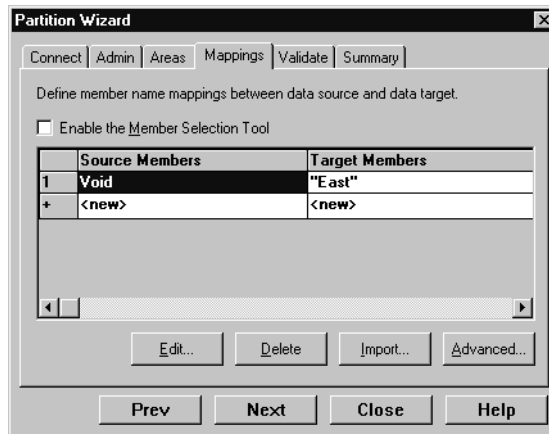 Partition Wizard
Connect Admin Areas Mappings Validate Summary
Define member name mappings between data source and data target.
Enable the Member Selection Tool
Source Members Target Members
1 Void "East"
+ <new> <new>
Edit... Delete Import... Advanced...
Prev Next Close Help